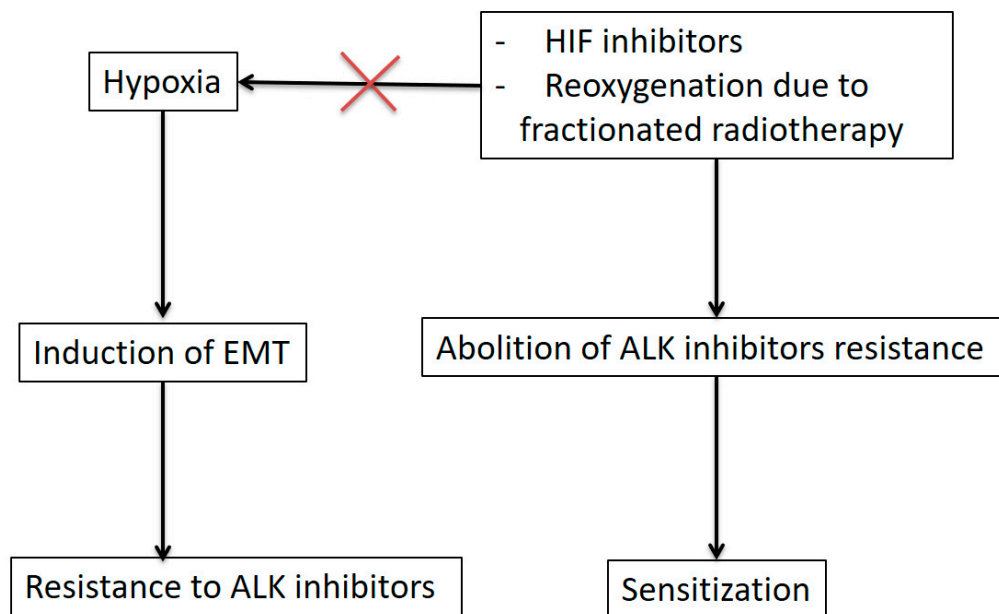 Hypoxia
- HIF inhibitors
- Reoxygenation due to
fractionated radiotherapy
Induction of EMT
Abolition of ALK inhibitors resistance
Resistance to ALK inhibitors
Sensitization